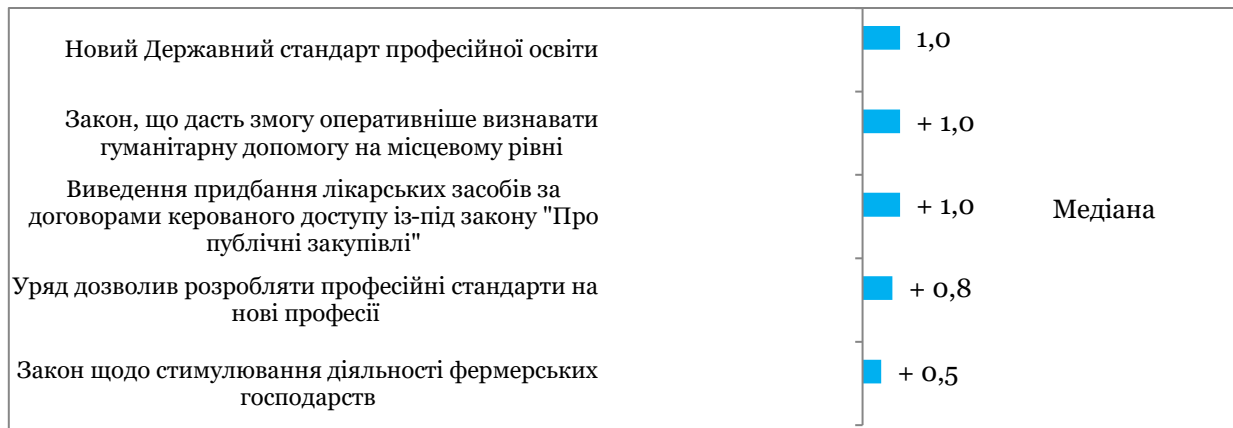 Новий Державний стандарт професійної освіти
1,0
Закон, що дасть змогу оперативніше визнавати
гуманітарну допомогу на місцевому рівні
+ 1,0
Виведення придбання лікарських засобів за
договорами керованого доступу із-під закону "Про
публічні закупівлі"
+ 1,0
Медіана
Уряд дозволив розробляти професійні стандарти на
нові професії
+ 0,8
Закон щодо стимулювання діяльності фермерських
господарств
+ 0,5